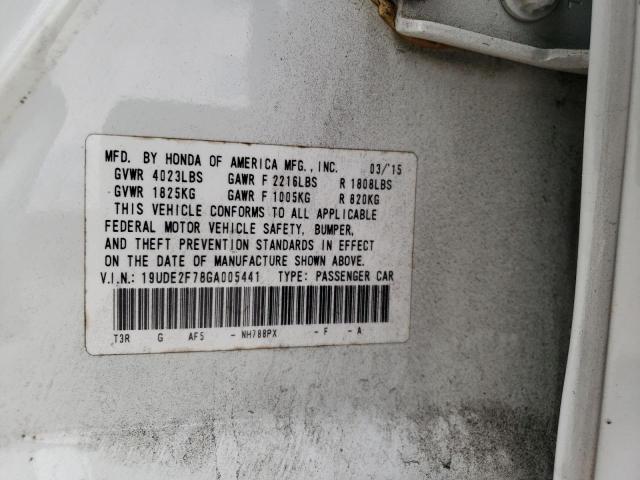 MFD. BY HONDA OF AMERICA MFG., INC. 03/15
GVWR 4023LBS GAWR F 2216LBS R 1808LBS
GVWR 1825KG GAWR F 1005KG R 820KG
THIS VEHICLE CONFORMS TO ALL APPLICABLE
FEDERAL MOTOR VEHICLE SAFETY, BUMPER,
AND THEFT PREVENTION STANDARDS IN EFFECT
ON THE DATE OF MANUFACTURE SHOWN ABOVE.
V.I.N.: 19UDE2F78GA005441 TYPE: PASSENGER CAR
T3R G AF5 - NH788PX - F - A